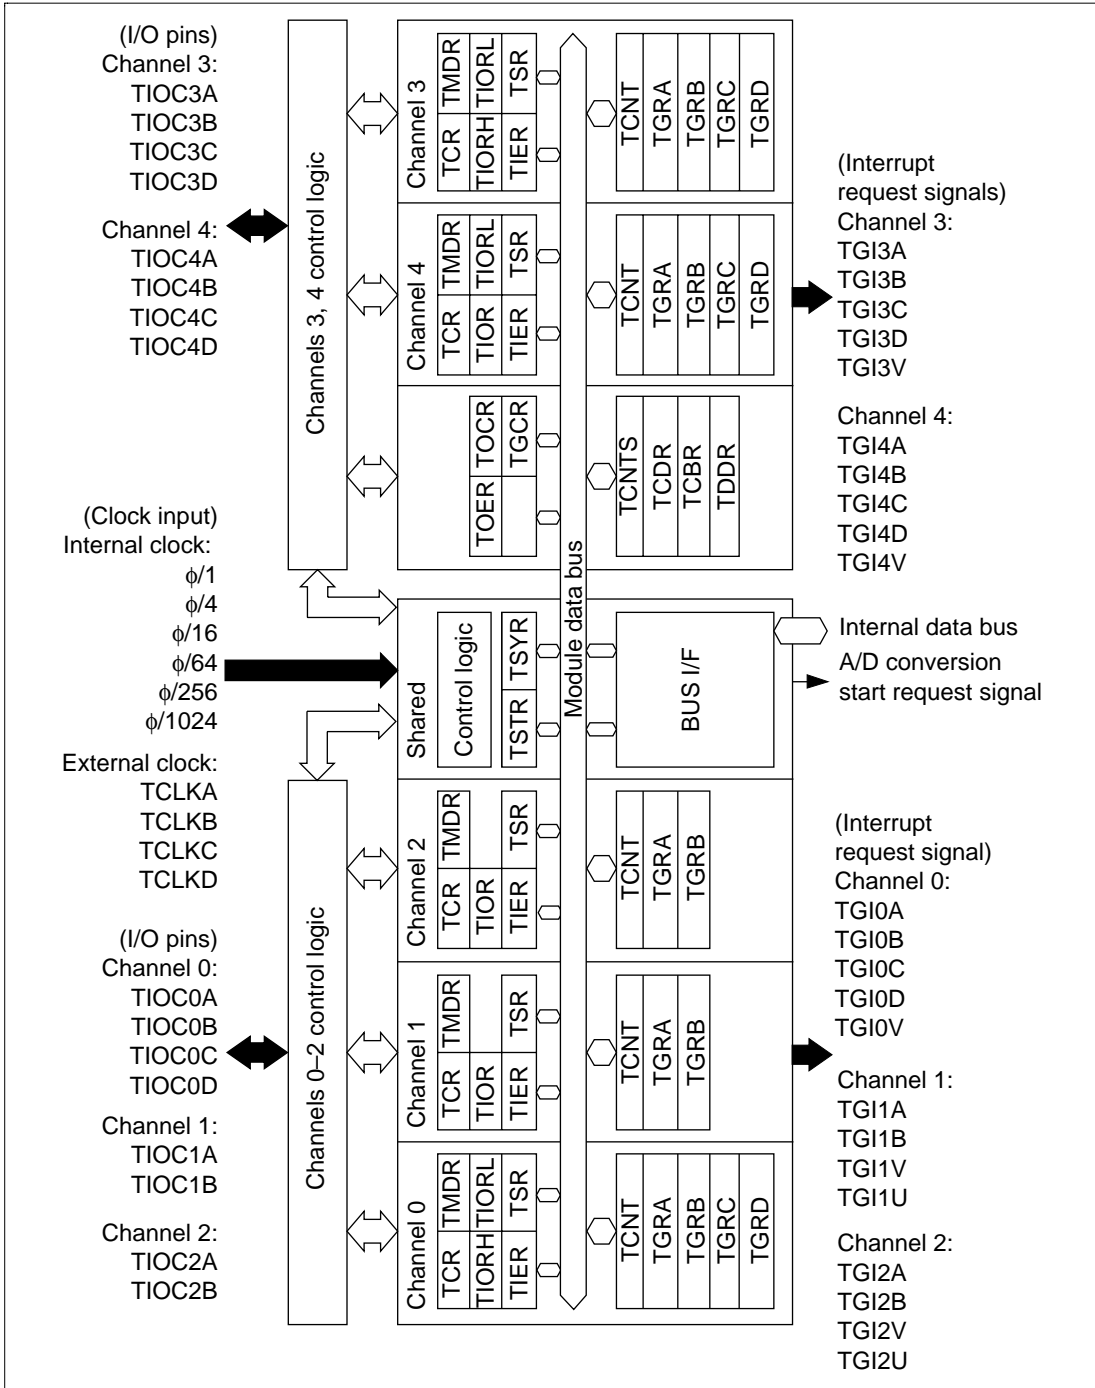 (I/O pins)
Channel 3:
TIOC3A
TIOC3B
TIOC3C
TIOC3D
Channel 4:
TIOC4A
TIOC4B
TIOC4C
TIOC4D
(Clock input)
Internal clock:
ϕ/1
ϕ/4
ϕ/16
ϕ/64
ϕ/256
ϕ/1024
External clock:
TCLKA
TCLKB
TCLKC
TCLKD
(I/O pins)
Channel 0:
TIOC0A
TIOC0B
TIOC0C
TIOC0D
Channel 1:
TIOC1A
TIOC1B
Channel 2:
TIOC2A
TIOC2B
Channels 3, 4 control logic
Channels 0–2 control logic
Channel 3
TCR
TMDR
TIORH
TIORL
TIER
TSR
TCNT
TGRA
TGRB
TGRC
TGRD
Channel 4
TCR
TMDR
TIOR
TIORL
TIER
TSR
TCNT
TGRA
TGRB
TGRC
TGRD
TOER
TOCR
TGCR
TCNTS
TCDR
TCBR
TDDR
Module data bus
Shared
Control logic
TSTR
TSYR
BUS I/F
Channel 2
TCR
TMDR
TIOR
TIER
TSR
TCNT
TGRA
TGRB
Channel 1
TCR
TMDR
TIOR
TIER
TSR
TCNT
TGRA
TGRB
Channel 0
TCR
TMDR
TIORH
TIORL
TIER
TSR
TCNT
TGRA
TGRB
TGRC
TGRD
(Interrupt
request signals)
Channel 3:
TGI3A
TGI3B
TGI3C
TGI3D
TGI3V
Channel 4:
TGI4A
TGI4B
TGI4C
TGI4D
TGI4V
Internal data bus
A/D conversion
start request signal
(Interrupt
request signal)
Channel 0:
TGI0A
TGI0B
TGI0C
TGI0D
TGI0V
Channel 1:
TGI1A
TGI1B
TGI1V
TGI1U
Channel 2:
TGI2A
TGI2B
TGI2V
TGI2U